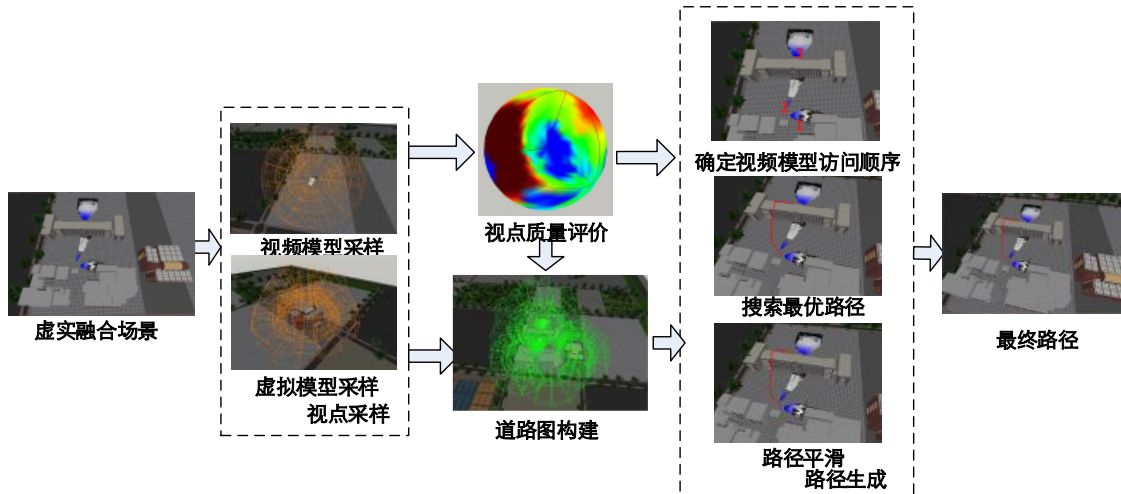 虚实融合场景
视频模型采样
虚拟模型采样
视点采样
视点质量评价
道路图构建
3
2
1
确定视频模型访问顺序
搜索最优路径
路径平滑
路径生成
最终路径